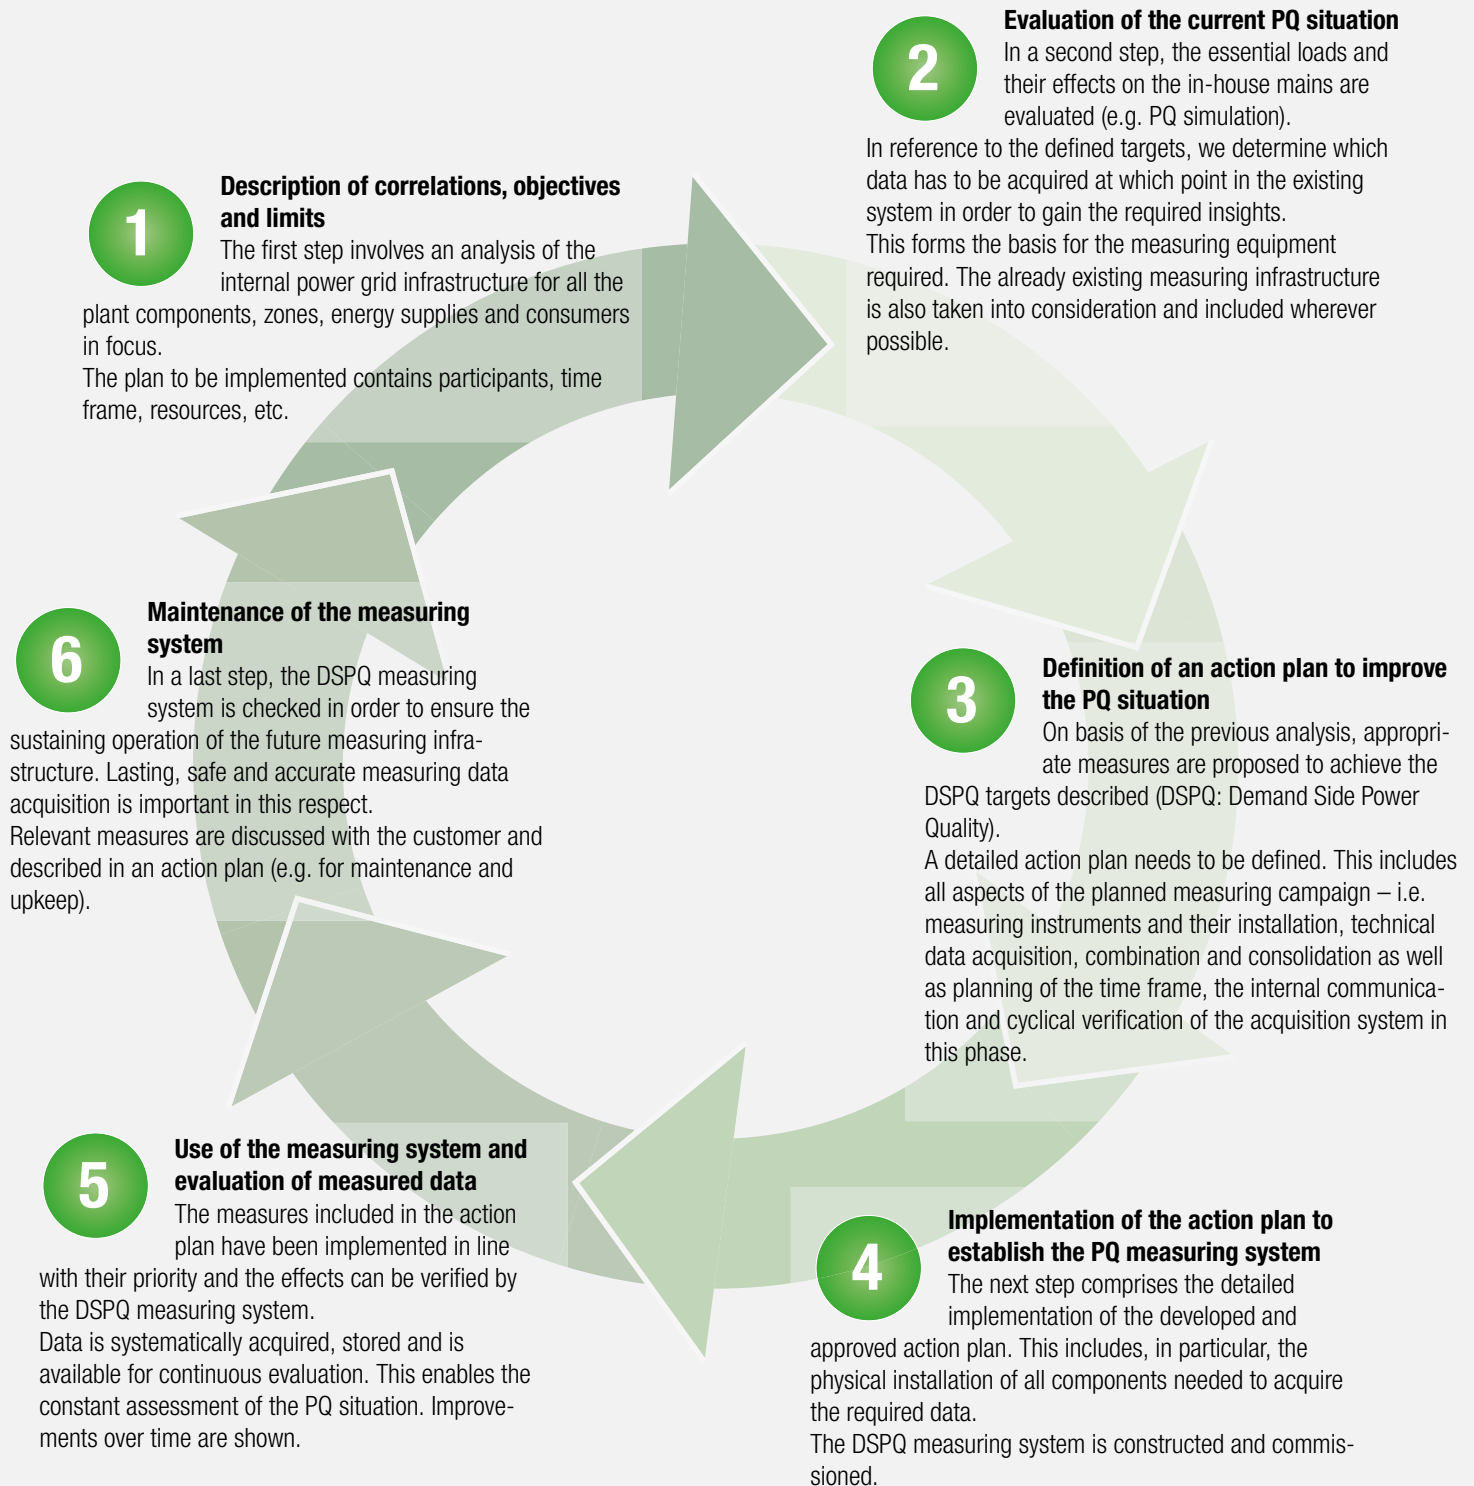 1
Description of correlations, objectives
and limits
The first step involves an analysis of the
internal power grid infrastructure for all the
plant components, zones, energy supplies and consumers
in focus.
The plan to be implemented contains participants, time
frame, resources, etc.
2
Evaluation of the current PQ situation
In a second step, the essential loads and
their effects on the in-house mains are
evaluated (e.g. PQ simulation).
In reference to the defined targets, we determine which
data has to be acquired at which point in the existing
system in order to gain the required insights.
This forms the basis for the measuring equipment
required. The already existing measuring infrastructure
is also taken into consideration and included wherever
possible.
3
Definition of an action plan to improve
the PQ situation
On basis of the previous analysis, appropri-
ate measures are proposed to achieve the
DSPQ targets described (DSPQ: Demand Side Power
Quality).
A detailed action plan needs to be defined. This includes
all aspects of the planned measuring campaign – i.e.
measuring instruments and their installation, technical
data acquisition, combination and consolidation as well
as planning of the time frame, the internal communica-
tion and cyclical verification of the acquisition system in
this phase.
4
Implementation of the action plan to
establish the PQ measuring system
The next step comprises the detailed
implementation of the developed and
approved action plan. This includes, in particular, the
physical installation of all components needed to acquire
the required data.
The DSPQ measuring system is constructed and commis-
sioned.
5
Use of the measuring system and
evaluation of measured data
The measures included in the action
plan have been implemented in line
with their priority and the effects can be verified by
the DSPQ measuring system.
Data is systematically acquired, stored and is
available for continuous evaluation. This enables the
constant assessment of the PQ situation. Improve-
ments over time are shown.
6
Maintenance of the measuring
system
In a last step, the DSPQ measuring
system is checked in order to ensure the
sustaining operation of the future measuring infra-
structure. Lasting, safe and accurate measuring data
acquisition is important in this respect.
Relevant measures are discussed with the customer and
described in an action plan (e.g. for maintenance and
upkeep).